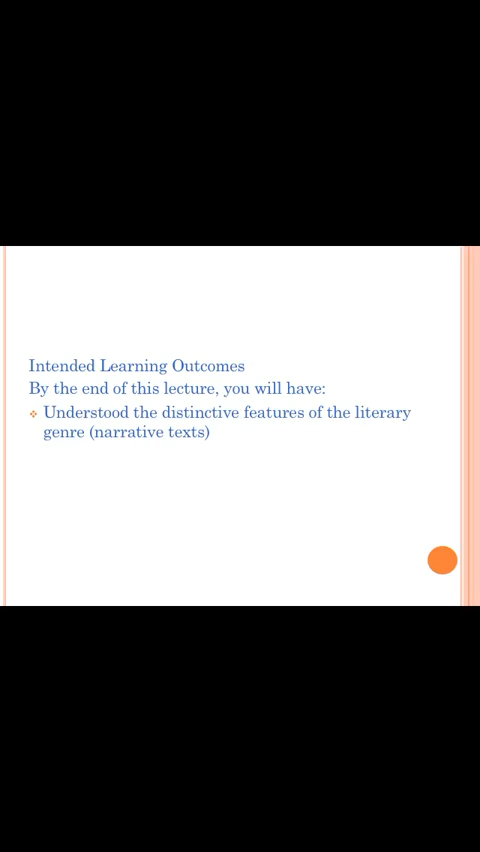 Intended Learning Outcomes
By the end of this lecture, you will have:
❖ Understood the distinctive features of the literary
genre (narrative texts)